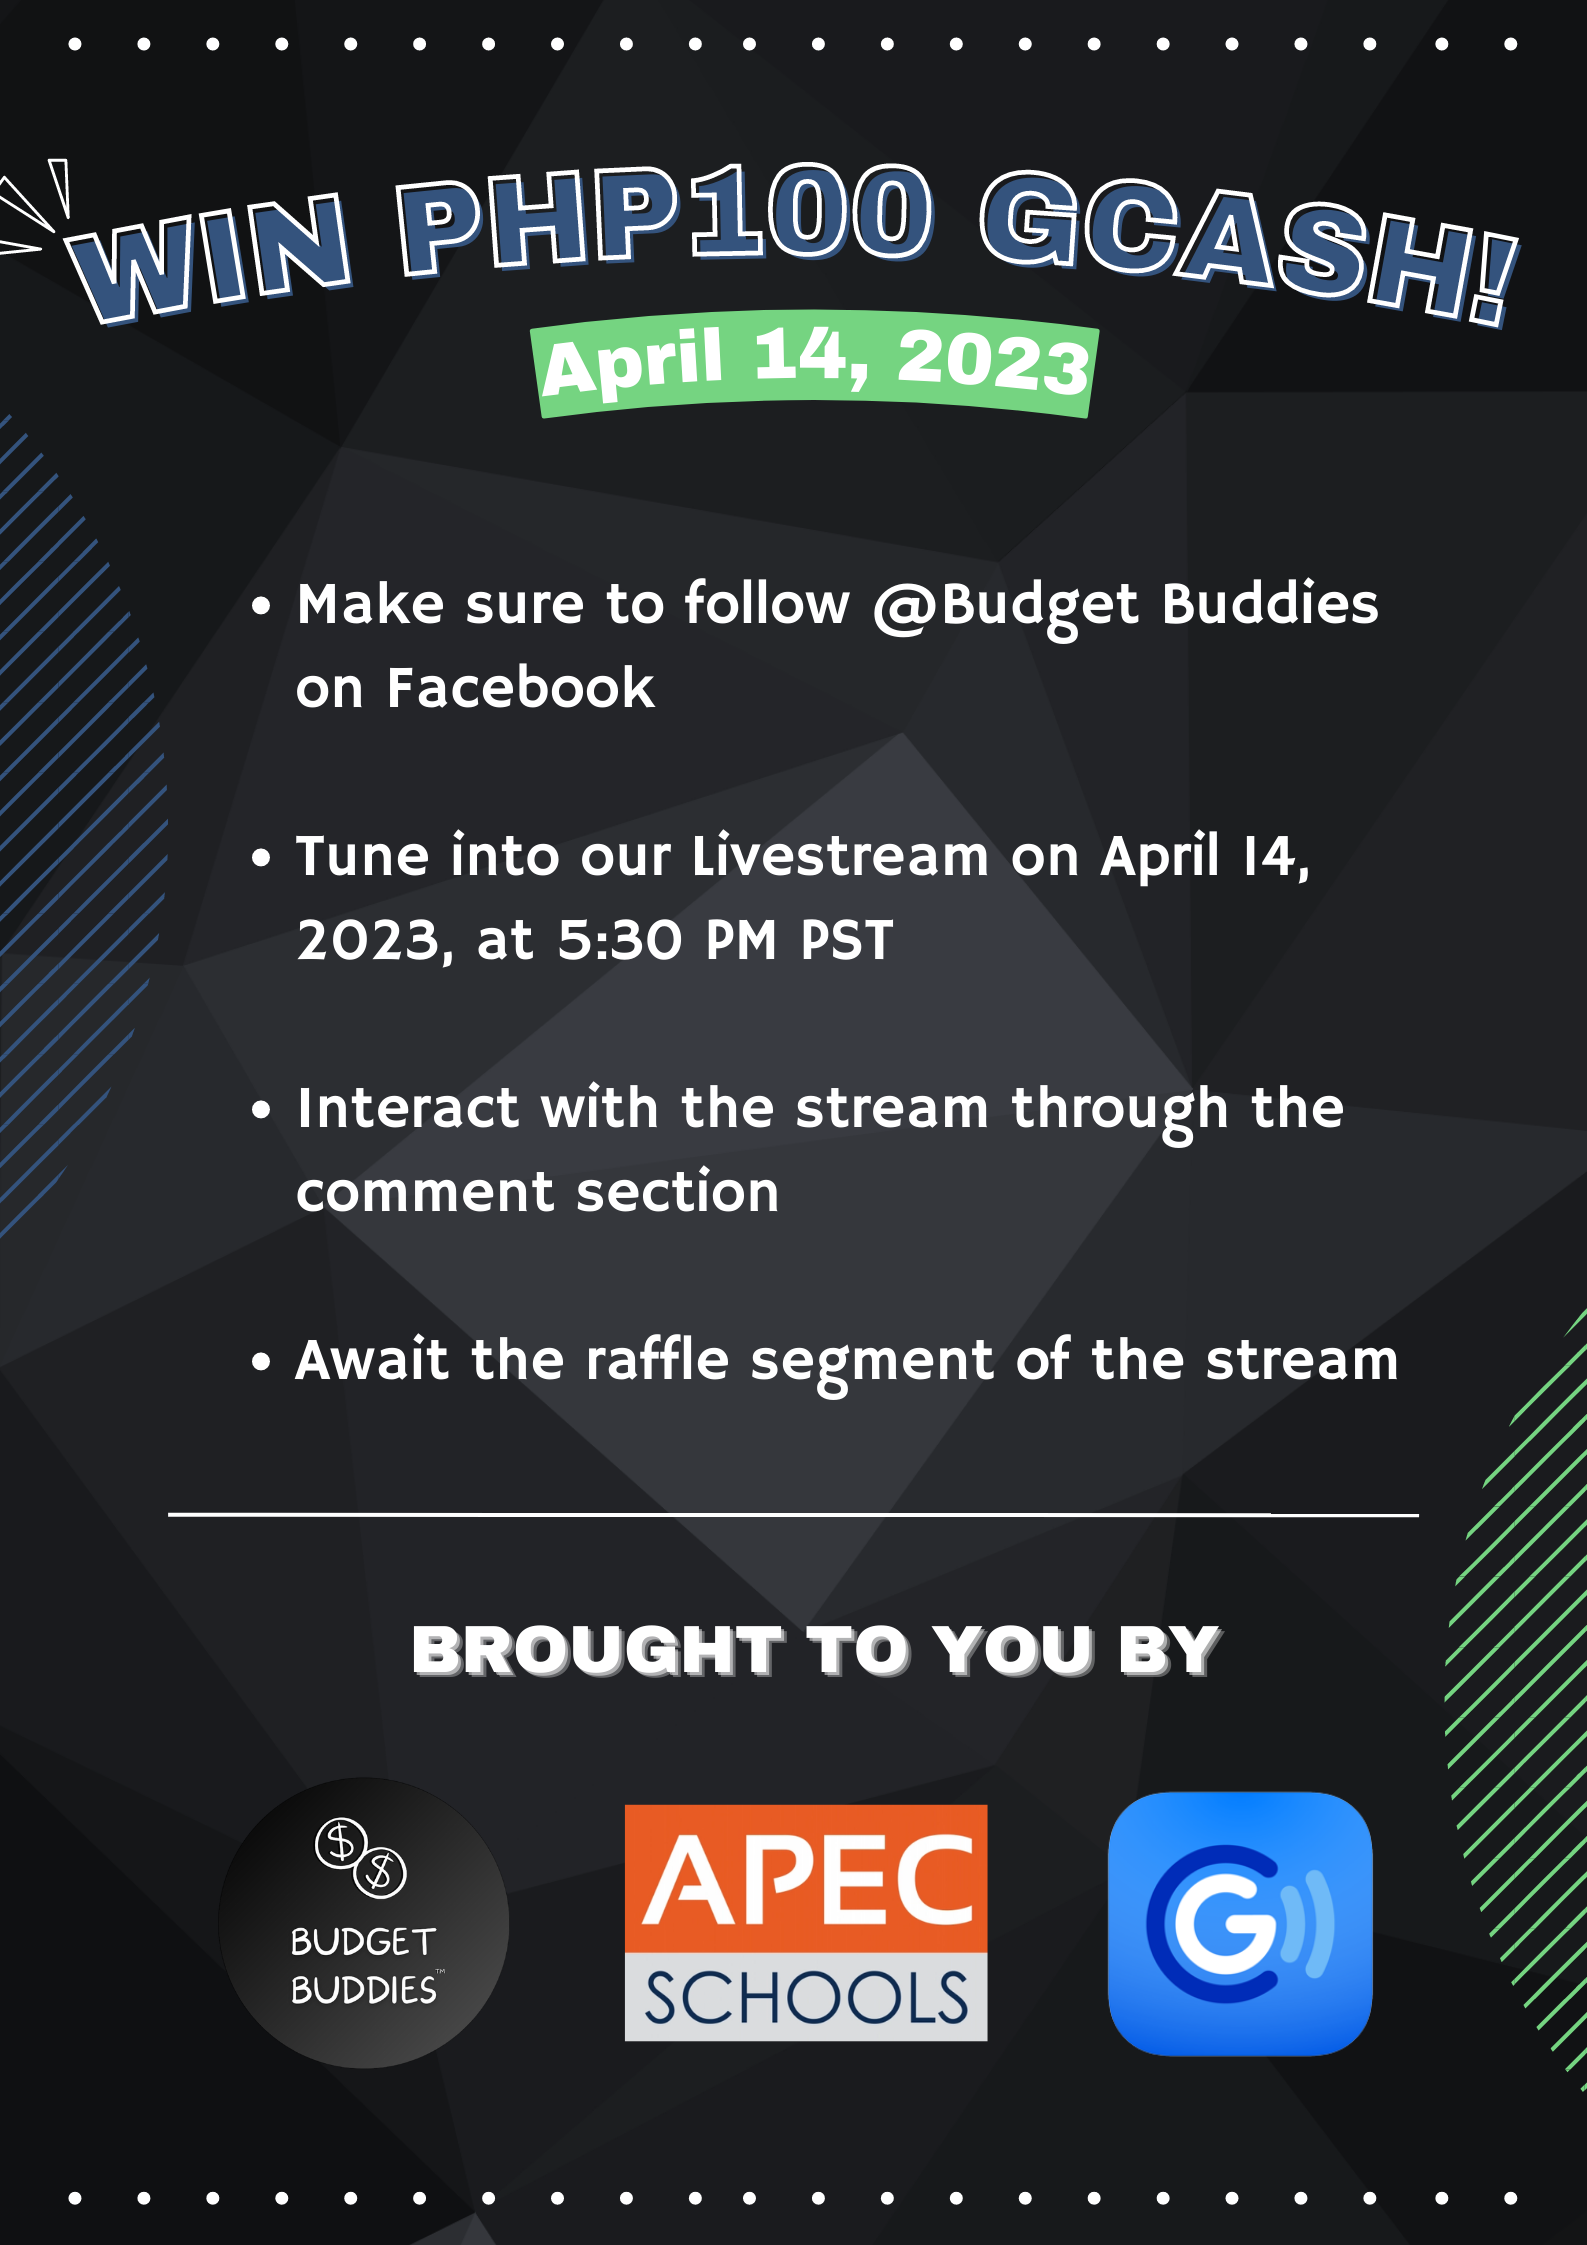 WIN PHP100 GCASH!
April 14, 2023
• Make sure to follow @Budget Buddies
on Facebook
• Tune into our Livestream on April 14,
2023, at 5:30 PM PST
• Interact with the stream through the
comment section
• Await the raffle segment of the stream
BROUGHT TO YOU BY
BUDGET
BUDDIES™
APEC
SCHOOLS
G